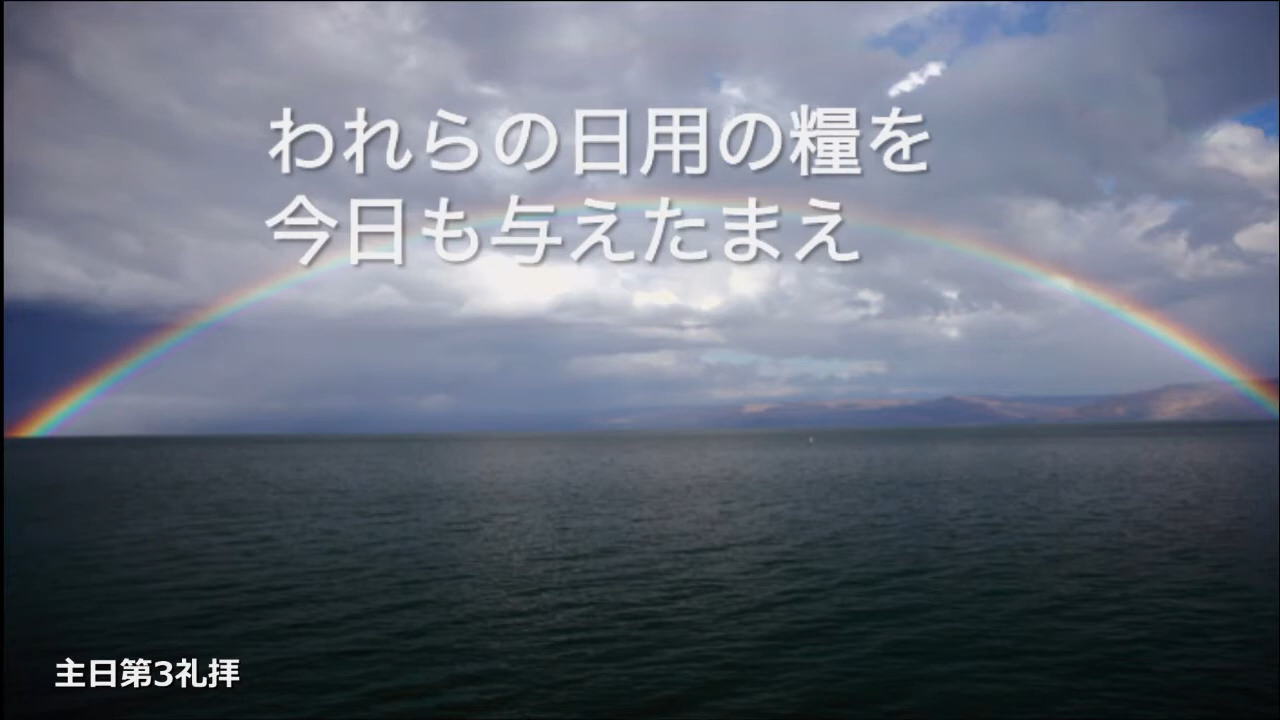 われらの日用の糧を
今日も与えたまえ
主日第3礼拝